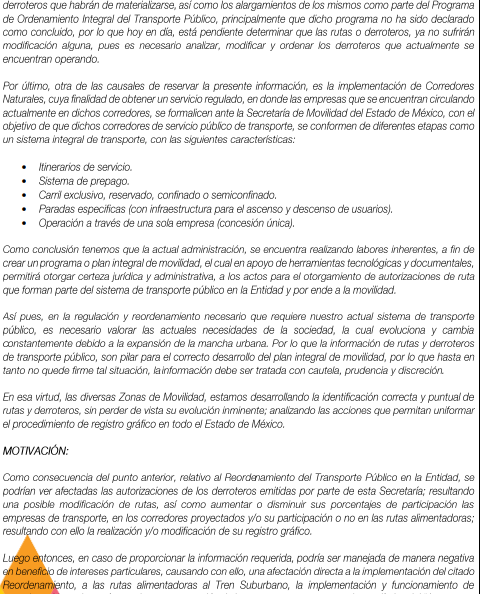 derroteros que habrán de materializarse, así como los alargamientos de los mismos como parte del Programa
de Ordenamiento Integral del Transporte Público, principalmente que dicho programa no ha sido declarado
como concluido, por lo que hoy en día, está pendiente determinar que las rutas o derroteros, ya no sufrirán
modificación alguna, pues es necesario analizar, modificar y ordenar los derroteros que actualmente se
encuentran operando.
Por último, otra de las causales de reservar la presente información, es la implementación de Corredores
Naturales, cuya finalidad de obtener un servicio regulado, en donde las empresas que se encuentran circulando
actualmente en dichos corredores, se formalicen ante la Secretaría de Movilidad del Estado de México, con el
objetivo de que dichos corredores de servicio público de transporte, se conformen de diferentes etapas como
un sistema integral de transporte, con las siguientes características:
• Itinerarios de servicio.
• Sistema de prepago.
• Carril exclusivo, reservado, confinado o semiconfinado.
• Paradas especificas (con infraestructura para el ascenso y descenso de usuarios).
• Operación a través de una sola empresa (concesión única).
Como conclusión tenemos que la actual administración, se encuentra realizando labores inherentes, a fin de
crear un programa o plan integral de movilidad, el cual en apoyo de herramientas tecnológicas y documentales,
permitirá otorgar certeza jurídica y administrativa, a los actos para el otorgamiento de autorizaciones de ruta
que forman parte del sistema de transporte público en la Entidad y por ende a la movilidad.
Así pues, en la regulación y reordenamiento necesario que requiere nuestro actual sistema de transporte
público, es necesario valorar las actuales necesidades de la sociedad, la cual evoluciona y cambia
constantemente debido a la expansión de la mancha urbana. Por lo que la información de rutas y derroteros
de transporte público, son pilar para el correcto desarrollo del plan integral de movilidad, por lo que hasta en
tanto no quede firme tal situación, la información debe ser tratada con cautela, prudencia y discreción.
En esa virtud, las diversas Zonas de Movilidad, estamos desarrollando la identificación correcta y puntual de
rutas y derroteros, sin perder de vista su evolución inminente; analizando las acciones que permitan uniformar
el procedimiento de registro gráfico en todo el Estado de México.
MOTIVACIÓN:
Como consecuencia del punto anterior, relativo al Reordenamiento del Transporte Público en la Entidad, se
podrían ver afectadas las autorizaciones de los derroteros emitidas por parte de esta Secretaría; resultando
una posible modificación de rutas, así como aumentar o disminuir sus porcentajes de participación las
empresas de transporte, en los corredores proyectados y/o su participación o no en las rutas alimentadoras;
resultando con ello la realización y/o modificación de su registro gráfico.
Luego entonces, en caso de proporcionar la información requerida, podría ser manejada de manera negativa
en beneficio de intereses particulares, causando con ello, una afectación directa a la implementación del citado
Reordenamiento, a las rutas alimentadoras al Tren Suburbano, la implementación y funcionamiento de